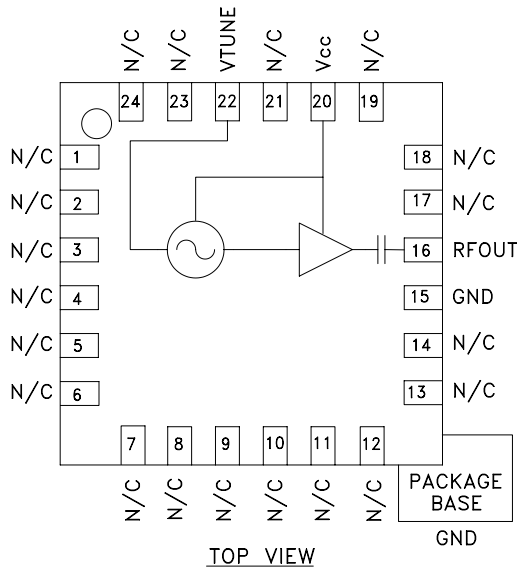 N/C N/C VTUNE N/C Vcc N/C
24 23 22 21 20 19
N/C 1
N/C 2
N/C 3
N/C 4
N/C 5
N/C 6
18 N/C
17 N/C
16 RFOUT
15 GND
14 N/C
13 N/C
7 8 9 10 11 12
N/C N/C N/C N/C N/C N/C
PACKAGE
BASE
GND
TOP VIEW